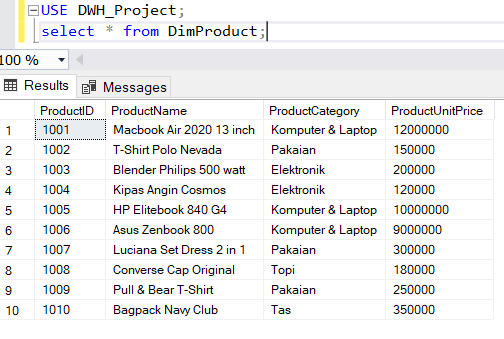 USE DWH_Project;
select * from DimProduct;
100 %
Results Messages
ProductID ProductName ProductCategory ProductUnitPrice
1 1001 Macbook Air 2020 13 inch Komputer & Laptop 12000000
2 1002 T-Shirt Polo Nevada Pakaian 150000
3 1003 Blender Philips 500 watt Elektronik 200000
4 1004 Kipas Angin Cosmos Elektronik 120000
5 1005 HP Elitebook 840 G4 Komputer & Laptop 10000000
6 1006 Asus Zenbook 800 Komputer & Laptop 9000000
7 1007 Luciana Set Dress 2 in 1 Pakaian 300000
8 1008 Converse Cap Original Topi 180000
9 1009 Pull & Bear T-Shirt Pakaian 250000
10 1010 Bagpack Navy Club Tas 350000